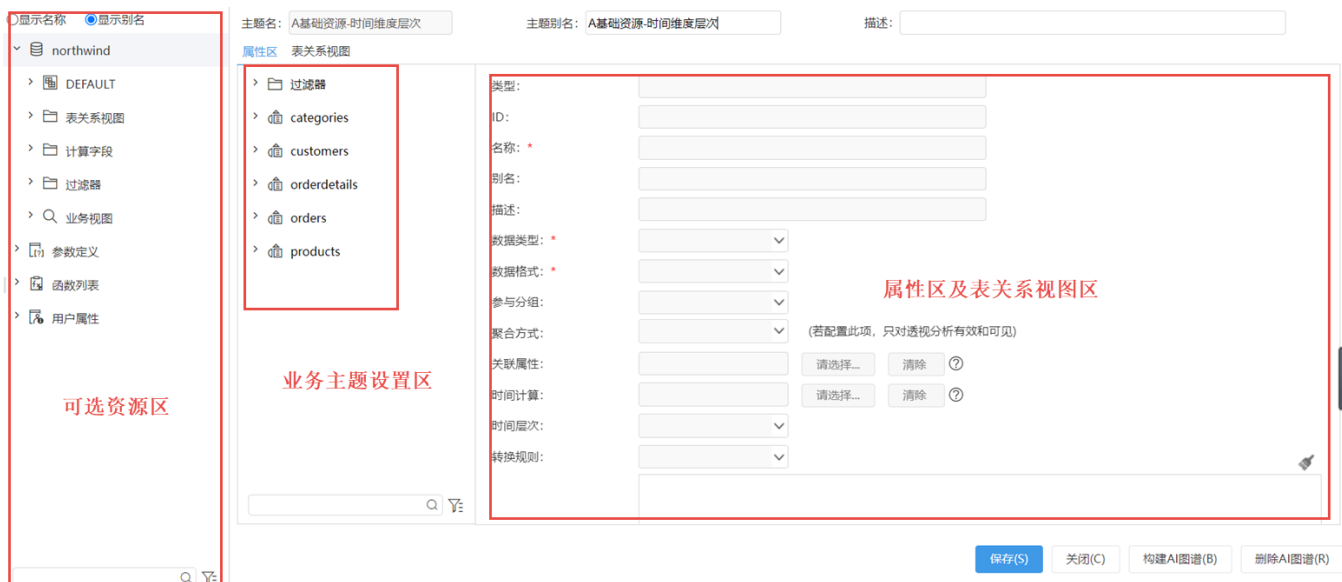 显示名称 显示别名
主题名： A基础资源-时间维度层次 主题别名： A基础资源-时间维度层次 描述：
northwind
DEFAULT
表关系视图
计算字段
过滤器
业务视图
参数定义
函数列表
用户属性
可选资源区
属性区 表关系视图
过滤器
categories
customers
orderdetails
orders
products
业务主题设置区
类型：
ID：
名称： *
别名：
描述：
数据类型： *
数据格式： *
参与分组：
聚合方式： (若配置此项，只对透视分析有效和可见)
关联属性： 请选择... 清除
时间计算： 请选择... 清除
时间层次：
转换规则：
属性区及表关系视图区
保存(S) 关闭(C) 构建AI图谱(B) 删除AI图谱(R)